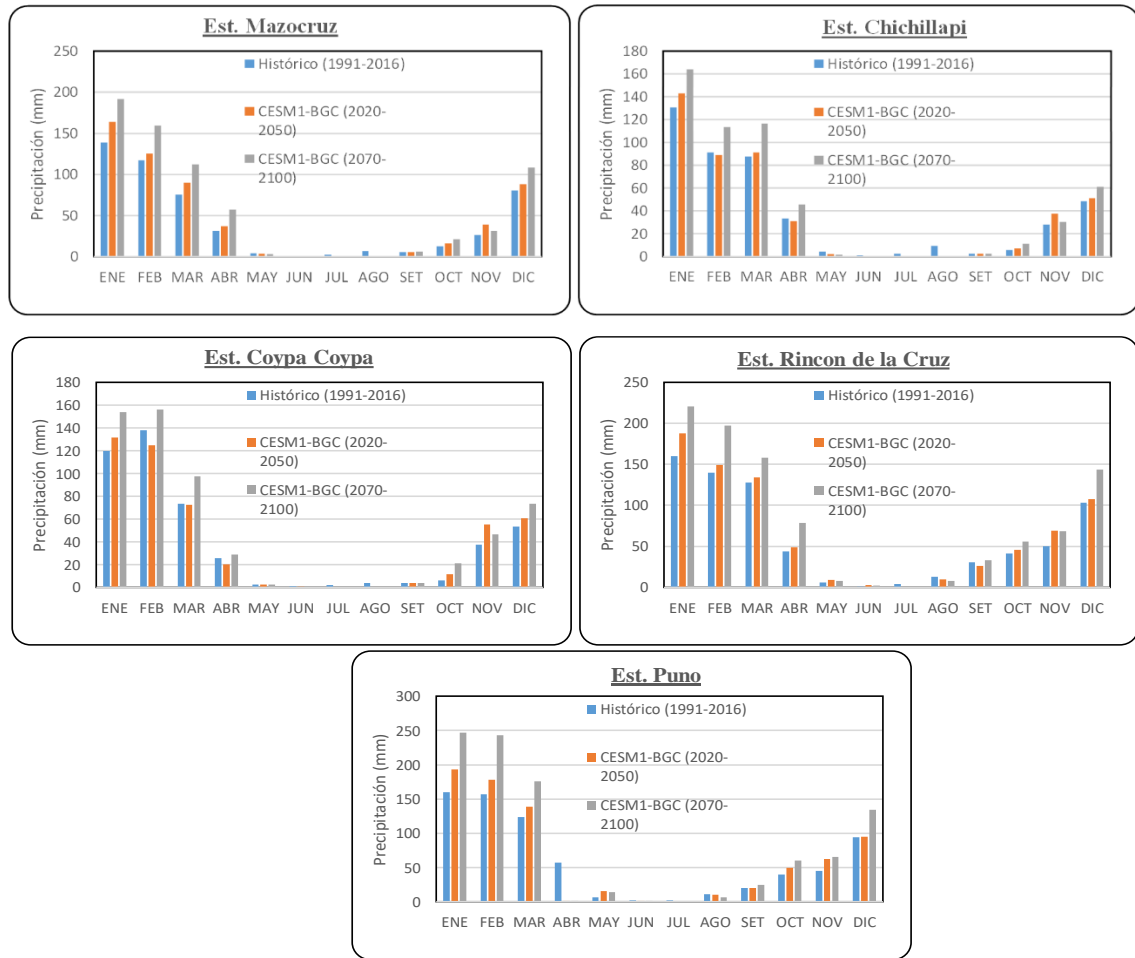 Est. Mazocruz
Precipitación (mm)
250
200
150
100
50
0
Histórico (1991-2016)
CESM1-BGC (2020-
2050)
CESM1-BGC (2070-
2100)
ENE FEB MAR ABR MAY JUN JUL AGO SET OCT NOV DIC
Est. Chichillapi
Precipitación (mm)
180
160
140
120
100
80
60
40
20
0
Histórico (1991-2016)
CESM1-BGC (2020-
2050)
CESM1-BGC (2070-
2100)
ENE FEB MAR ABR MAY JUN JUL AGO SET OCT NOV DIC
Est. Coypa Coypa
Precipitación (mm)
180
160
140
120
100
80
60
40
20
0
Histórico (1991-2016)
CESM1-BGC (2020-
2050)
CESM1-BGC (2070-
2100)
ENE FEB MAR ABR MAY JUN JUL AGO SET OCT NOV DIC
Est. Rincon de la Cruz
Precipitación (mm)
250
200
150
100
50
0
Histórico (1991-2016)
CESM1-BGC (2020-
2050)
CESM1-BGC (2070-
2100)
ENE FEB MAR ABR MAY JUN JUL AGO SET OCT NOV DIC
Est. Puno
Precipitación (mm)
300
250
200
150
100
50
0
Histórico (1991-2016)
CESM1-BGC (2020-
2050)
CESM1-BGC (2070-
2100)
ENE FEB MAR ABR MAY JUN JUL AGO SET OCT NOV DIC